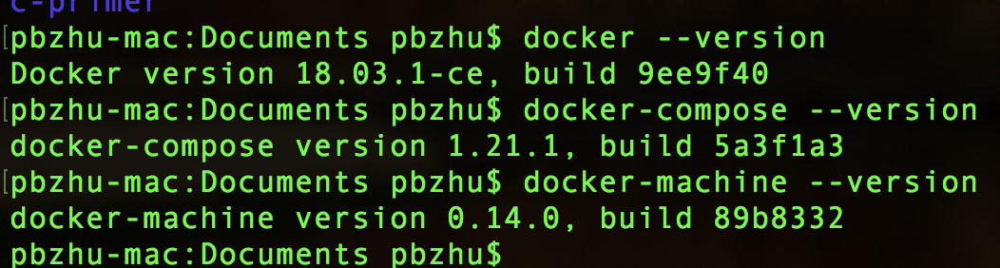 c-primer
[pbzhu-mac:Documents pbzhu$ docker --version
Docker version 18.03.1-ce, build 9ee9f40
[pbzhu-mac:Documents pbzhu$ docker-compose --version
docker-compose version 1.21.1, build 5a3f1a3
[pbzhu-mac:Documents pbzhu$ docker-machine --version
docker-machine version 0.14.0, build 89b8332
pbzhu-mac:Documents pbzhu$